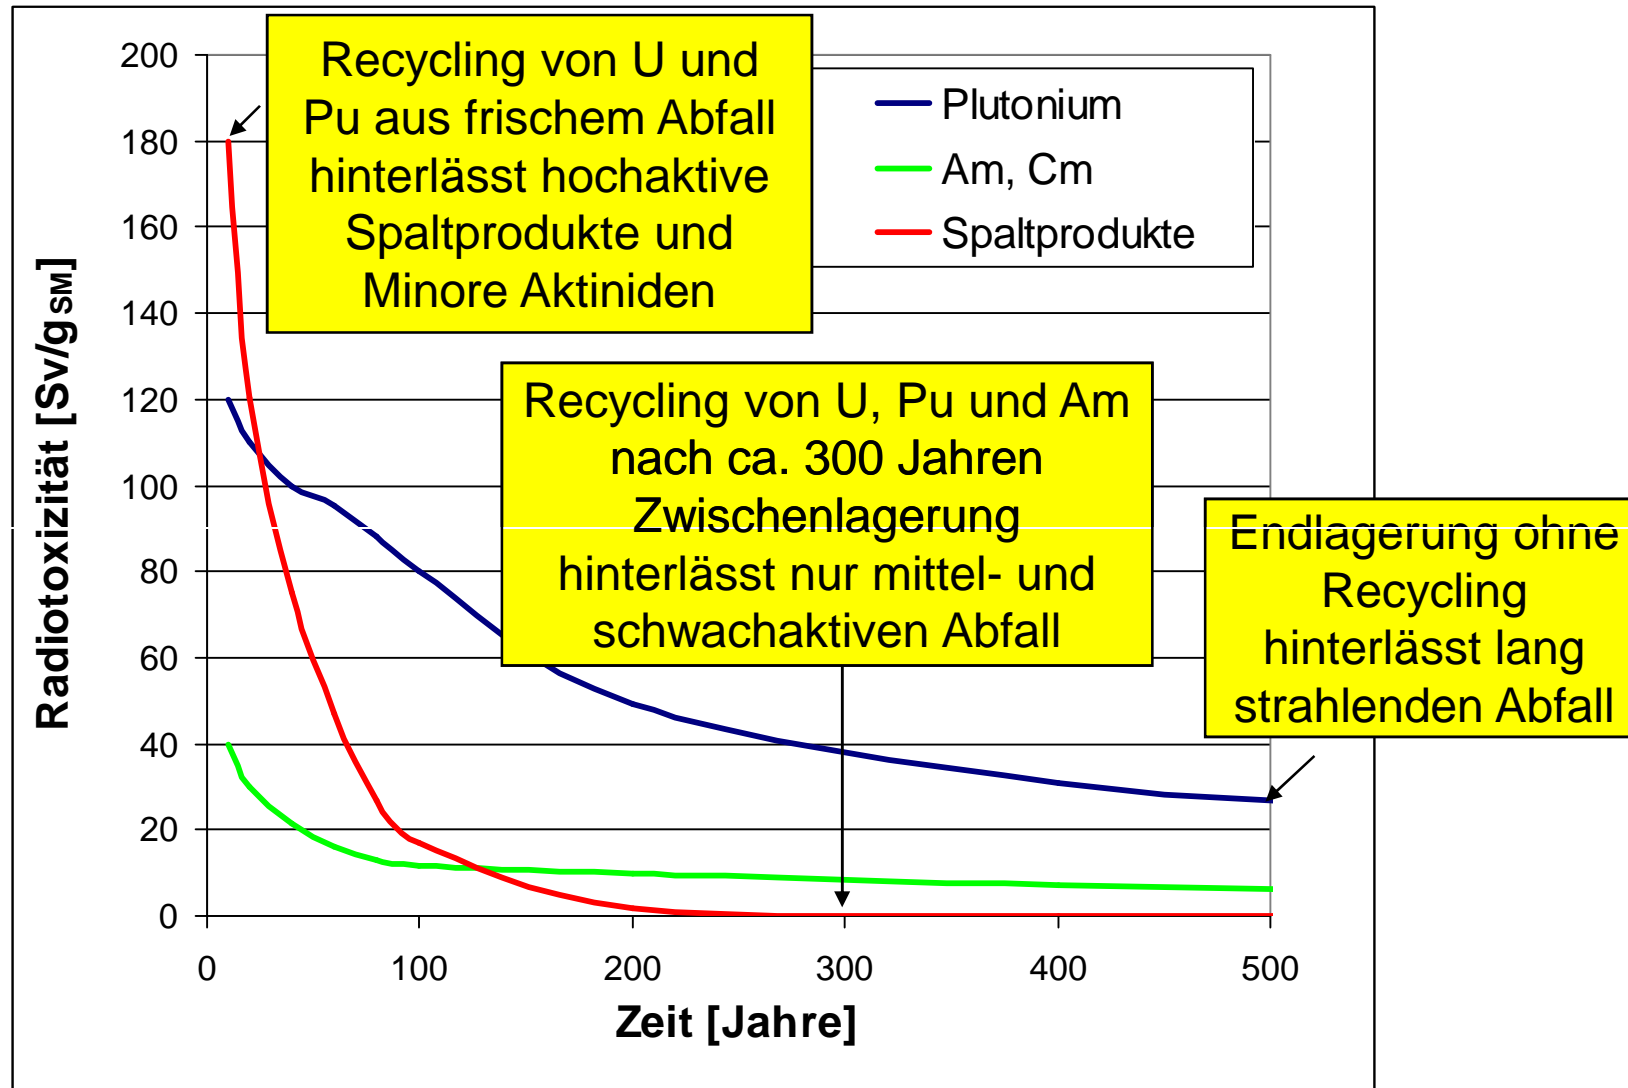 Recycling von U und
Pu aus frischem Abfall
hinterlässt hochaktive
Spaltprodukte und
Minore Aktiniden
Plutonium
Am, Cm
Spaltprodukte
Recycling von U, Pu und Am
nach ca. 300 Jahren
Zwischenlagerung
hinterlässt nur mittel- und
schwachaktiven Abfall
Endlagerung ohne
Recycling
hinterlässt lang
strahlenden Abfall
Radiotoxizität [Sv/gSM]
200
180
160
140
120
100
80
60
40
20
0
0 100 200 300 400 500
Zeit [Jahre]